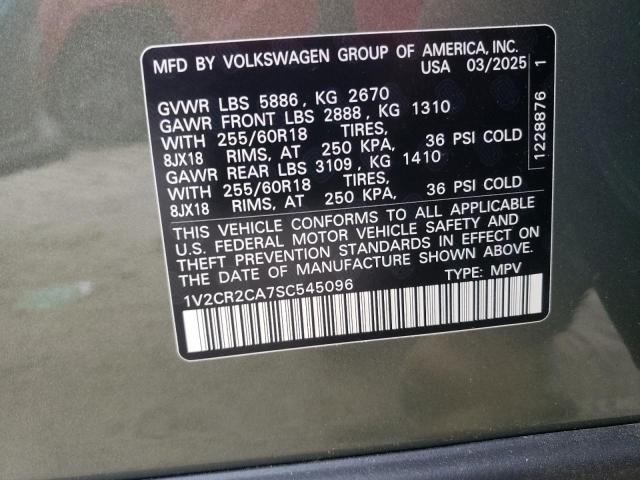 MFD BY VOLKSWAGEN GROUP OF AMERICA, INC.
USA 03/2025
GVWR LBS 5886, KG 2670
GAWR FRONT LBS 2888, KG 1310
WITH 255/60R18 TIRES,
8JX18 RIMS, AT 250 KPA, 36 PSI COLD
GAWR REAR LBS 3109, KG 1410
WITH 255/60R18 TIRES,
8JX18 RIMS, AT 250 KPA, 36 PSI COLD
THIS VEHICLE CONFORMS TO ALL APPLICABLE
U.S. FEDERAL MOTOR VEHICLE SAFETY AND
THEFT PREVENTION STANDARDS IN EFFECT ON
THE DATE OF MANUFACTURE SHOWN ABOVE.
1V2CR2CA7SC545096 TYPE: MPV
1228876 1